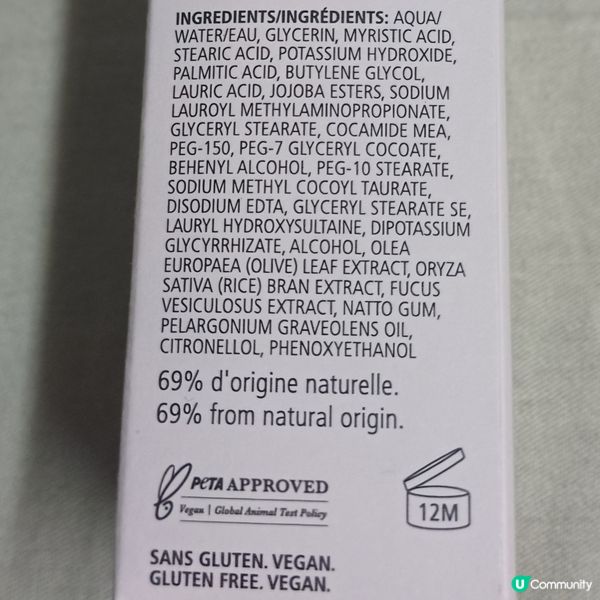 INGREDIENTS/INGRÉDIENTS: AQUA/
WATER/EAU, GLYCERIN, MYRISTIC ACID,
STEARIC ACID, POTASSIUM HYDROXIDE,
PALMITIC ACID, BUTYLENE GLYCOL,
LAURIC ACID, JOJOBA ESTERS, SODIUM
LAUROYL METHYLAMINOPROPIONATE,
GLYCERYL STEARATE, COCAMIDE MEA,
PEG-150, PEG-7 GLYCERYL COCOATE,
BEHENYL ALCOHOL, PEG-10 STEARATE,
SODIUM METHYL COCOYL TAURATE,
DISODIUM EDTA, GLYCERYL STEARATE SE,
LAURYL HYDROXYSULTAINE, DIPOTASSIUM
GLYCYRRHIZATE, ALCOHOL, OLEA
EUROPAEA (OLIVE) LEAF EXTRACT, ORYZA
SATIVA (RICE) BRAN EXTRACT, FUCUS
VESICULOSUS EXTRACT, NATTO GUM,
PELARGONIUM GRAVEOLENS OIL,
CITRONELLOL, PHENOXYETHANOL
69% d'origine naturelle.
69% from natural origin.
PETA APPROVED
Vegan | Global Animal Test Policy
12M
SANS GLUTEN. VEGAN.
GLUTEN FREE. VEGAN.
U Community